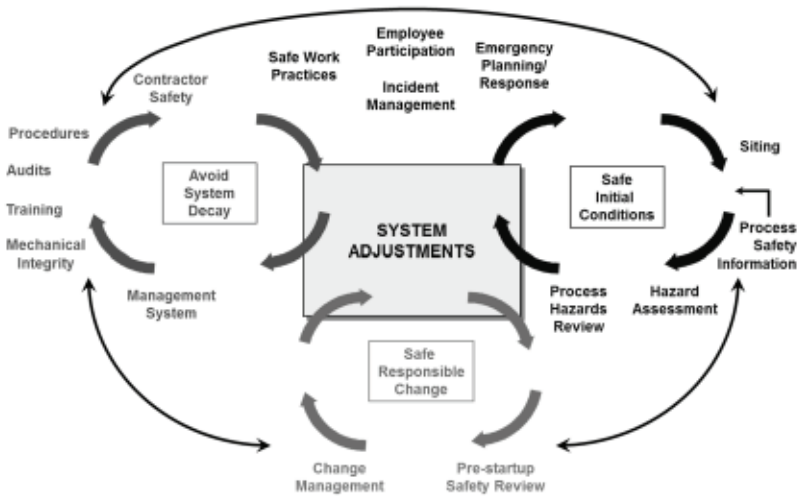 Employee
Participation
Safe Work
Practices
Emergency
Planning/
Response
Incident
Management
Contractor
Safety
Procedures
Audits
Training
Mechanical
Integrity
Management
System
Avoid
System
Decay
SYSTEM
ADJUSTMENTS
Safe
Initial
Conditions
Siting
Process
Safety
Information
Hazard
Assessment
Process
Hazards
Review
Safe
Responsible
Change
Change
Management
Pre-startup
Safety Review